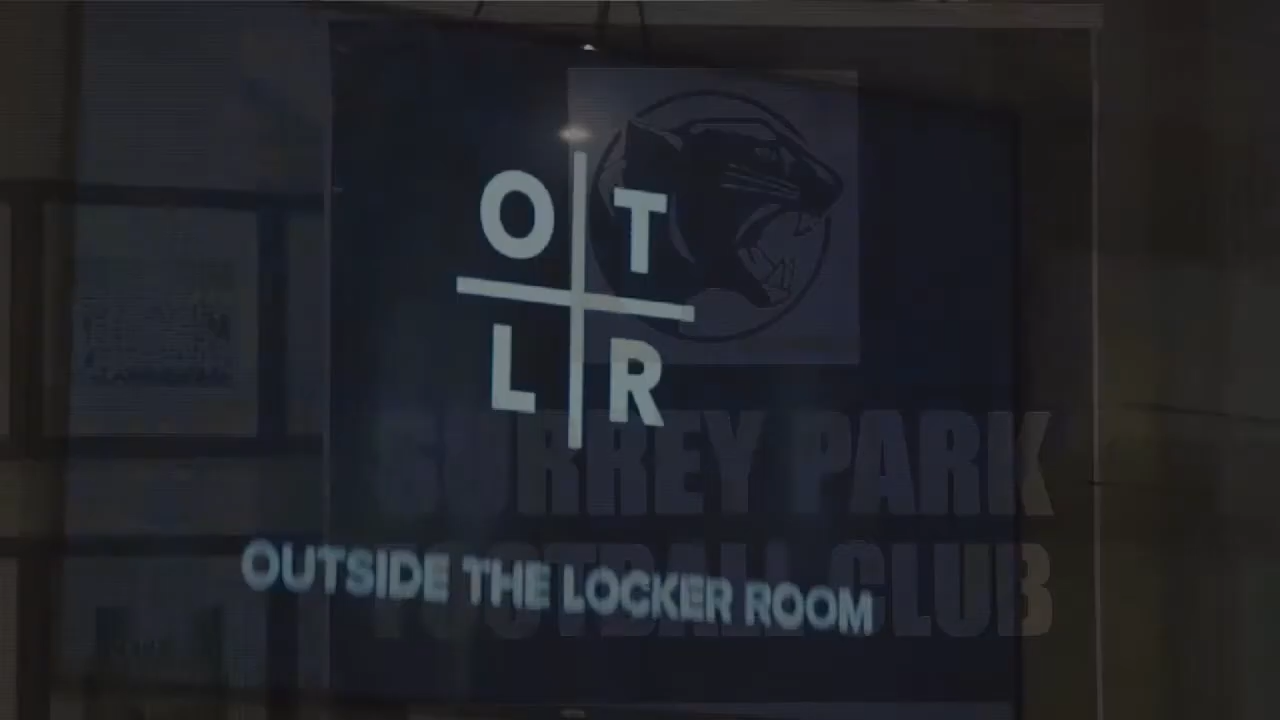 O T
L R
SURREY PARK
FOOTBALL CLUB
OUTSIDE THE LOCKER ROOM